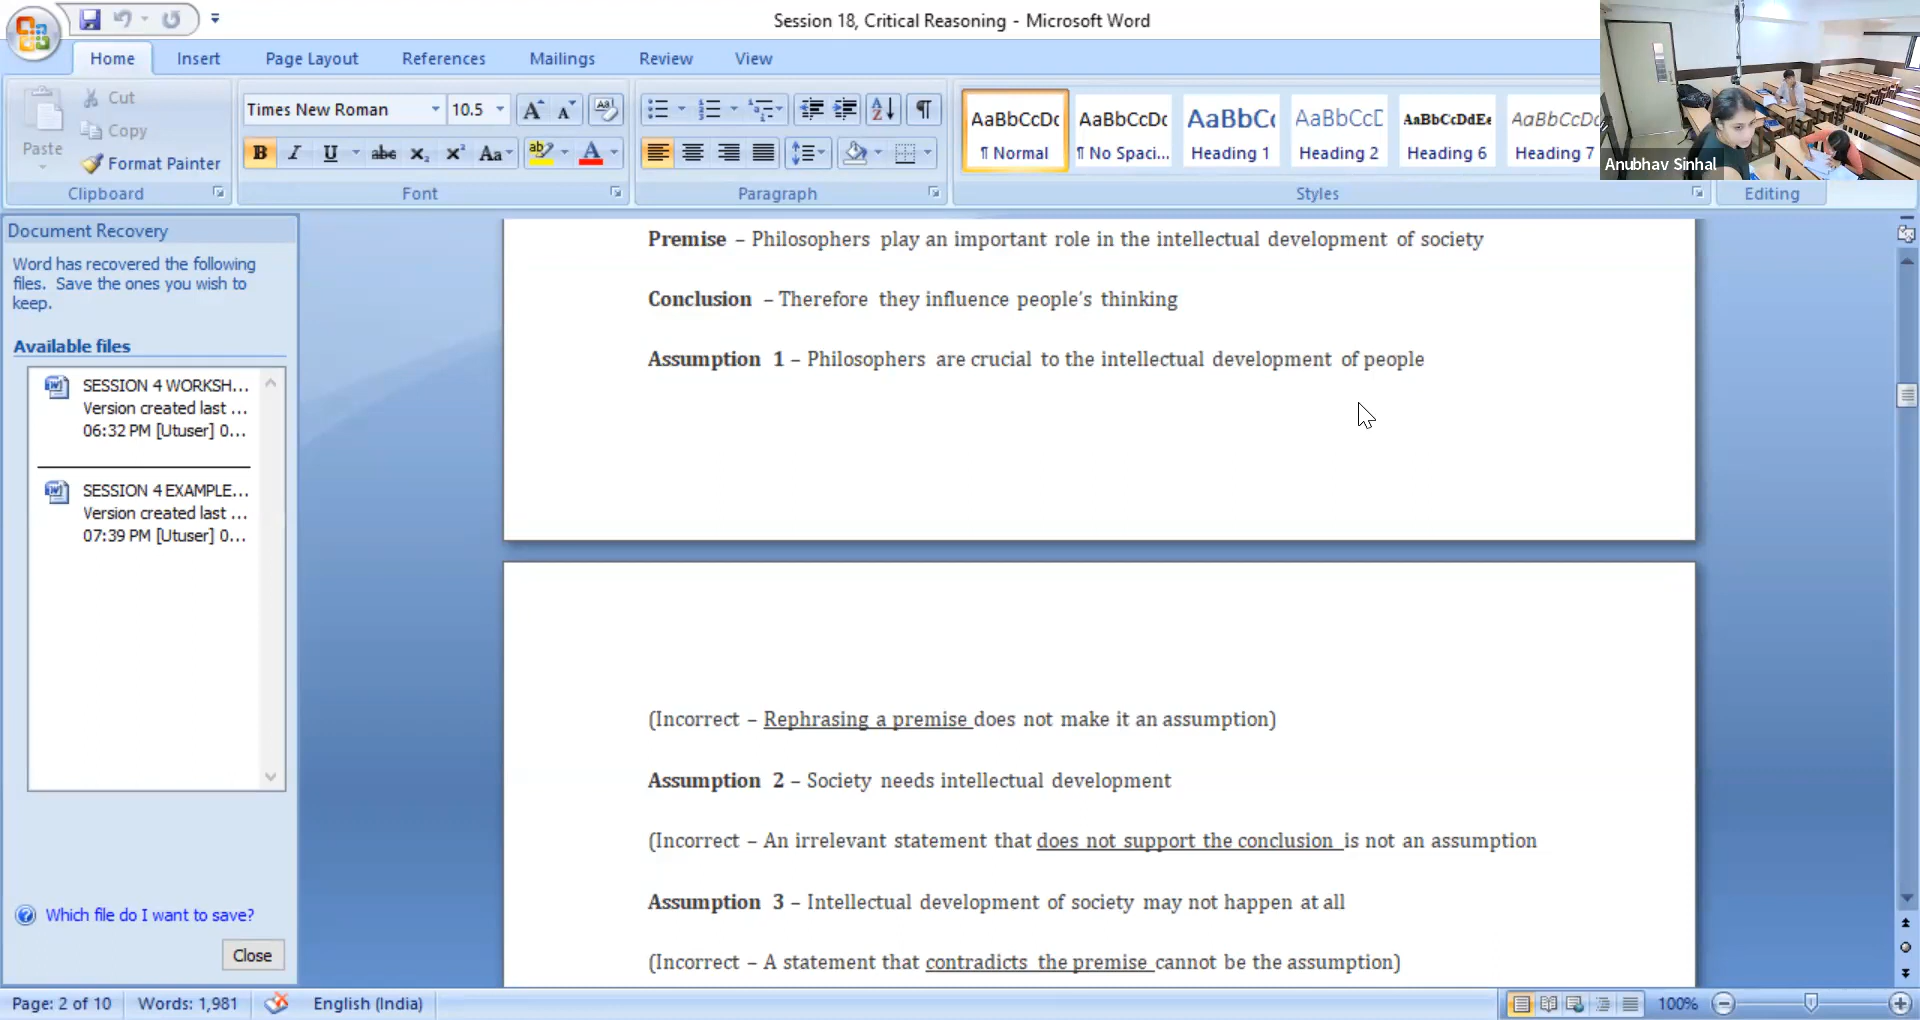 Session 18, Critical Reasoning - Microsoft Word
Home Insert Page Layout References Mailings Review View
Paste
Cut
Copy
Format Painter
Clipboard
Times New Roman 10.5
B I U abc X₂ X² Aa
Font
Paragraph
AaBbCcDc AaBbCcDc AaBbC AaBbCcD AaBbCcDdE AaBbCcDc
¶ Normal ¶ No Spaci... Heading 1 Heading 2 Heading 6 Heading 7
Styles
Editing
Anubhav Sinhal
Document Recovery
Word has recovered the following
files. Save the ones you wish to
keep.
Available files
SESSION 4 WORKSH...
Version created last ...
06:32 PM [Utuser] 0...
SESSION 4 EXAMPLE...
Version created last ...
07:39 PM [Utuser] 0...
Which file do I want to save?
Close
Premise – Philosophers play an important role in the intellectual development of society
Conclusion – Therefore they influence people's thinking
Assumption 1 – Philosophers are crucial to the intellectual development of people
(Incorrect – Rephrasing a premise does not make it an assumption)
Assumption 2 – Society needs intellectual development
(Incorrect – An irrelevant statement that does not support the conclusion is not an assumption
Assumption 3 – Intellectual development of society may not happen at all
(Incorrect – A statement that contradicts the premise cannot be the assumption)
Page: 2 of 10 Words: 1,981 English (India) 100%